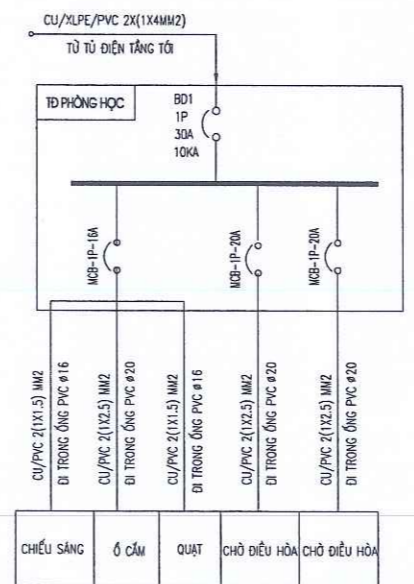 CU/XLPE/PVC 2X(1X4MM2)
TỪ TỦ ĐIỆN TẦNG TỚI
TĐ PHÒNG HỌC
BD1
1P
30A
10KA
MCB-1P-16A
MCB-1P-20A
MCB-1P-20A
CU/PVC 2(1X1.5) MM2
ĐI TRONG ỐNG PVC ø16
CU/PVC 2(1X2.5) MM2
ĐI TRONG ỐNG PVC ø20
CU/PVC 2(1X1.5) MM2
ĐI TRONG ỐNG PVC ø16
CU/PVC 2(1X2.5) MM2
ĐI TRONG ỐNG PVC ø20
CU/PVC 2(1X2.5) MM2
ĐI TRONG ỐNG PVC ø20
CHIẾU SÁNG
Ổ CẮM
QUẠT
CHỜ ĐIỀU HÒA
CHỜ ĐIỀU HÒA